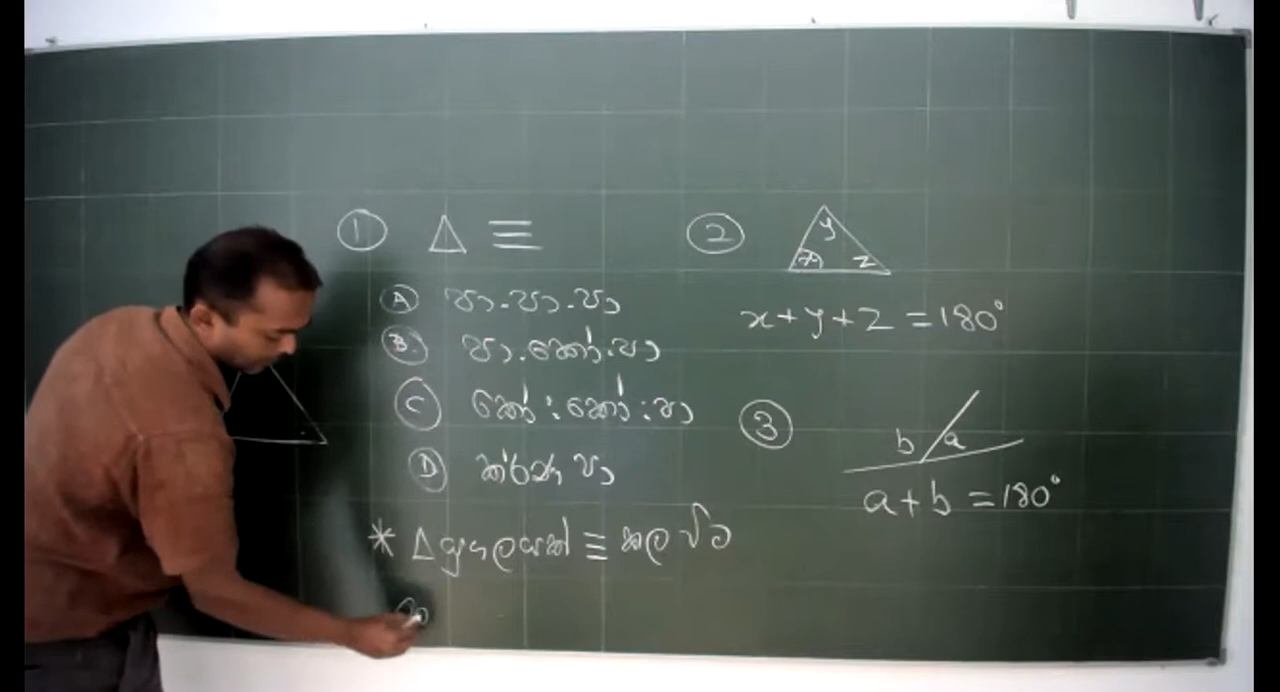 ① △ ≡
Ⓐ පා.පා.පා
Ⓑ පා.කෝ.පා
Ⓒ කෝ:කෝ:පා
Ⓓ කර්ණ පා
* △ යුගලයක් ≡ කල විට
② y
x z
x+y+z=180°
③ b a
a+b=180°